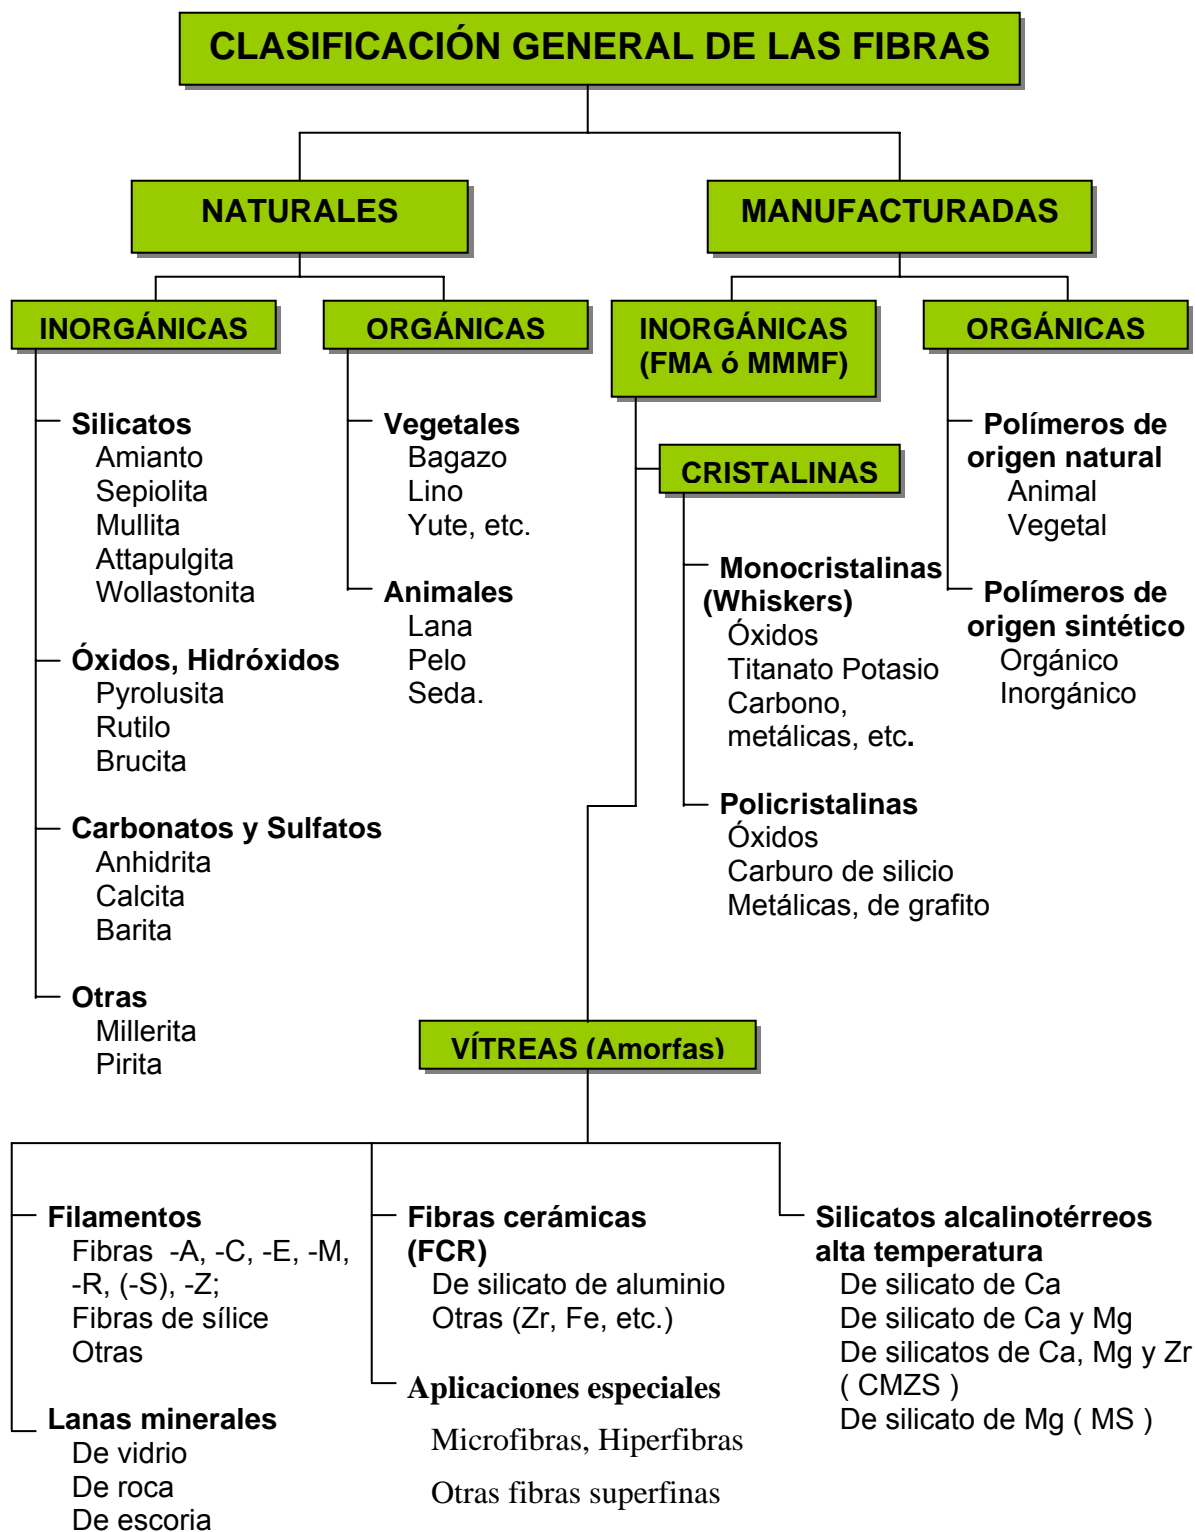 CLASIFICACIÓN GENERAL DE LAS FIBRAS
NATURALES
MANUFACTURADAS
INORGÁNICAS
ORGÁNICAS
INORGÁNICAS
(FMA ó MMMF)
ORGÁNICAS
Silicatos
Amianto
Sepiolita
Mullita
Attapulgita
Wollastonita
Óxidos, Hidróxidos
Pyrolusita
Rutilo
Brucita
Carbonatos y Sulfatos
Anhidrita
Calcita
Barita
Otras
Millerita
Pirita
Vegetales
Bagazo
Lino
Yute, etc.
Animales
Lana
Pelo
Seda.
CRISTALINAS
Monocristalinas
(Whiskers)
Óxidos
Titanato Potasio
Carbono,
metálicas, etc.
Policristalinas
Óxidos
Carburo de silicio
Metálicas, de grafito
Polímeros de
origen natural
Animal
Vegetal
Polímeros de
origen sintético
Orgánico
Inorgánico
VÍTREAS (Amorfas)
Filamentos
Fibras -A, -C, -E, -M,
-R, (-S), -Z;
Fibras de sílice
Otras
Lanas minerales
De vidrio
De roca
De escoria
Fibras cerámicas
(FCR)
De silicato de aluminio
Otras (Zr, Fe, etc.)
Aplicaciones especiales
Microfibras, Hiperfibras
Otras fibras superfinas
Silicatos alcalinotérreos
alta temperatura
De silicato de Ca
De silicato de Ca y Mg
De silicatos de Ca, Mg y Zr
( CMZS )
De silicato de Mg ( MS )